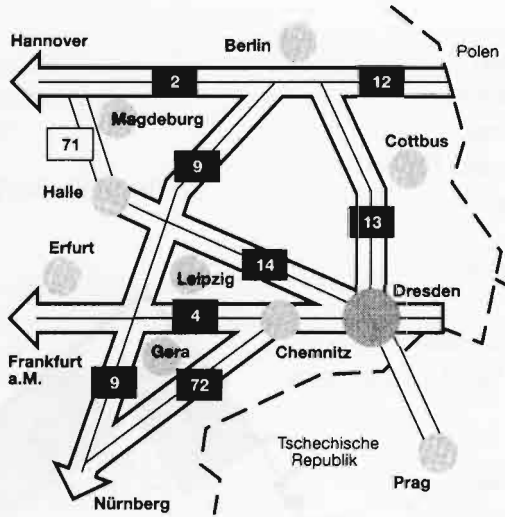 Hannover
Berlin
Polen
2
12
Magdeburg
71
Cottbus
9
Halle
13
Erfurt
14
Leipzig
Dresden
4
Frankfurt
a.M.
Gera
Chemnitz
9
72
Tschechische
Republik
Prag
Nürnberg